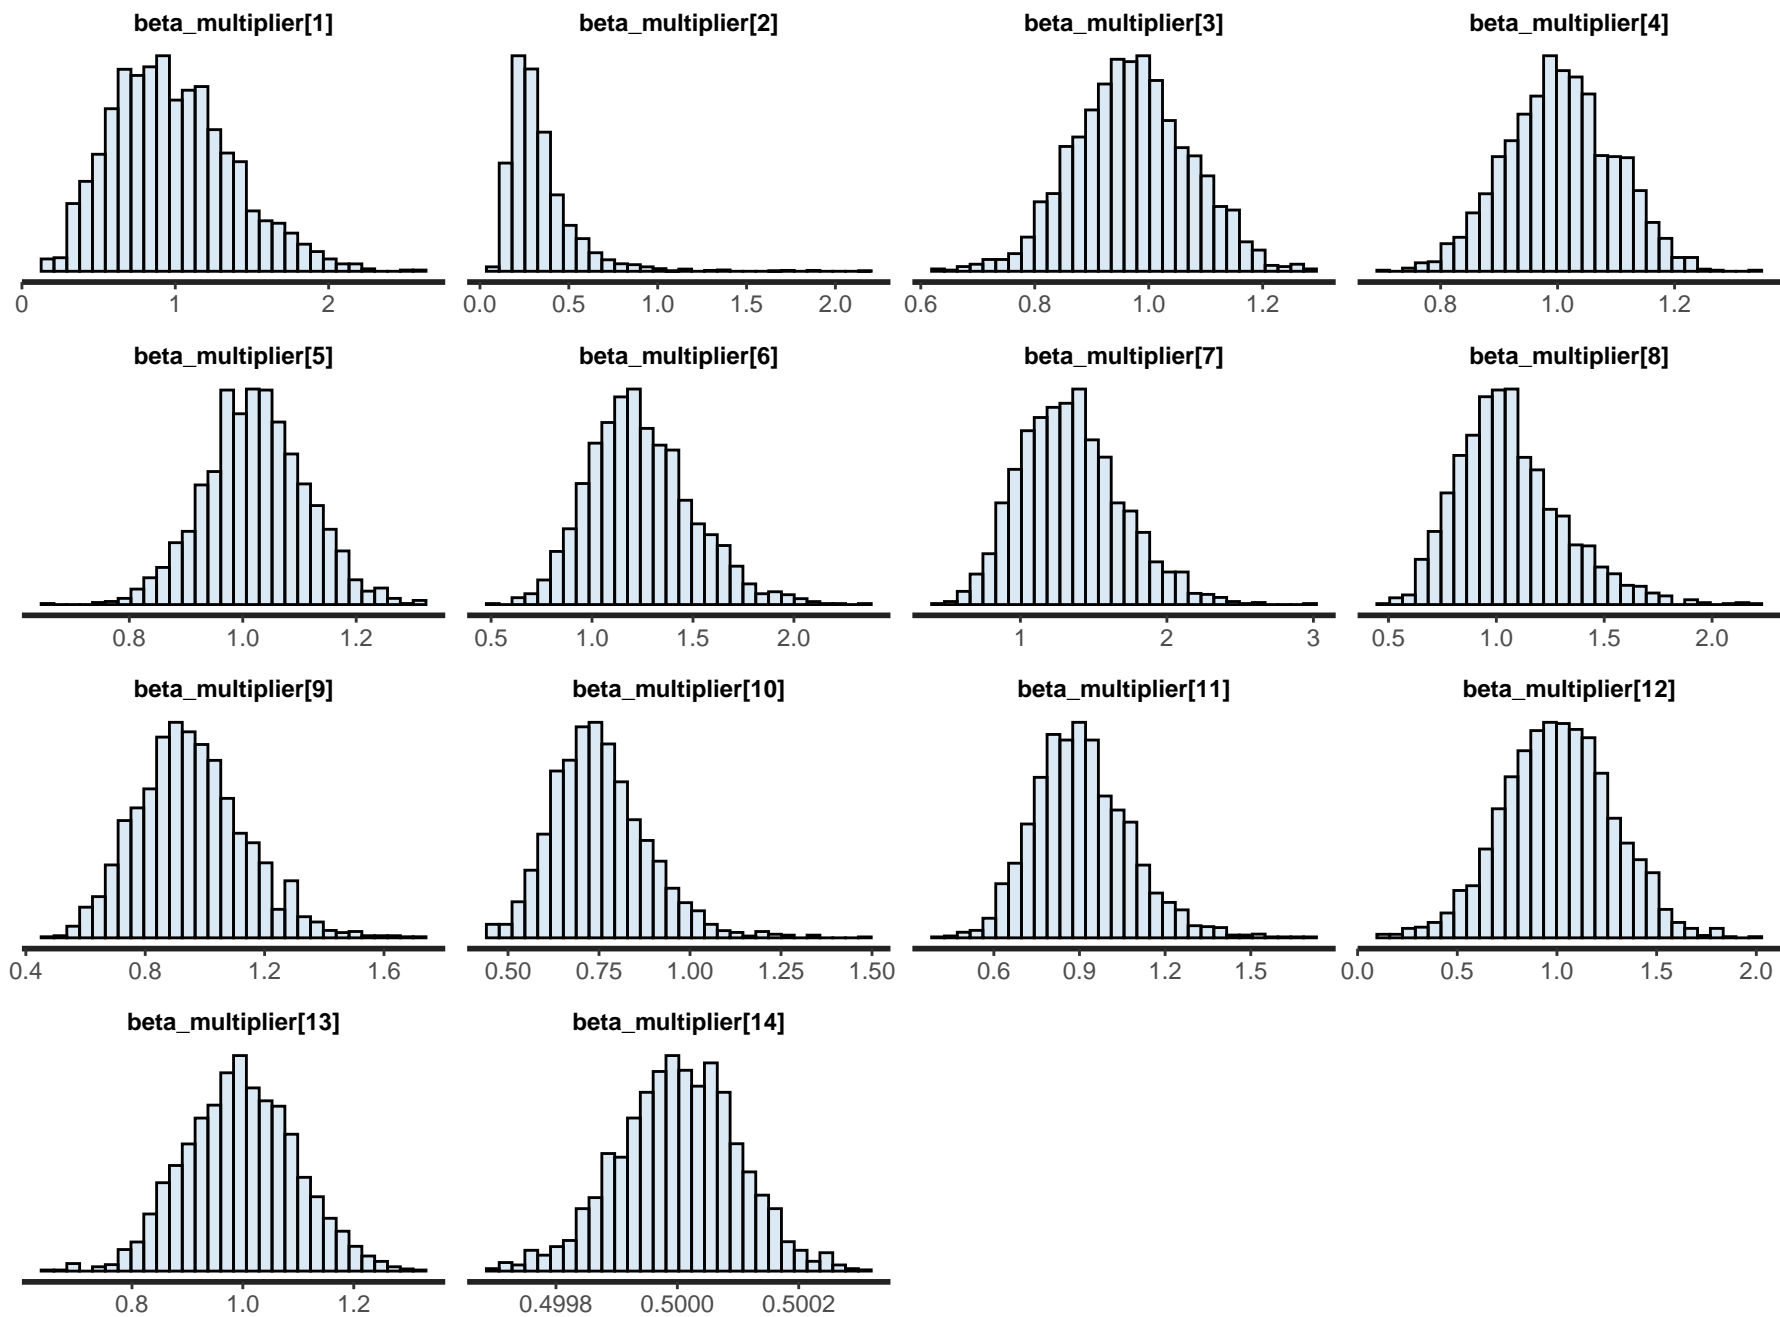 beta_multiplier[1] beta_multiplier[2] beta_multiplier[3] beta_multiplier[4]
0 1 2 0.0 0.5 1.0 1.5 2.0 0.6 0.8 1.0 1.2 0.8 1.0 1.2
beta_multiplier[5] beta_multiplier[6] beta_multiplier[7] beta_multiplier[8]
0.8 1.0 1.2 0.5 1.0 1.5 2.0 1 2 3 0.5 1.0 1.5 2.0
beta_multiplier[9] beta_multiplier[10] beta_multiplier[11] beta_multiplier[12]
0.4 0.8 1.2 1.6 0.50 0.75 1.00 1.25 1.50 0.6 0.9 1.2 1.5 0.0 0.5 1.0 1.5 2.0
beta_multiplier[13] beta_multiplier[14]
0.8 1.0 1.2 0.4998 0.5000 0.5002